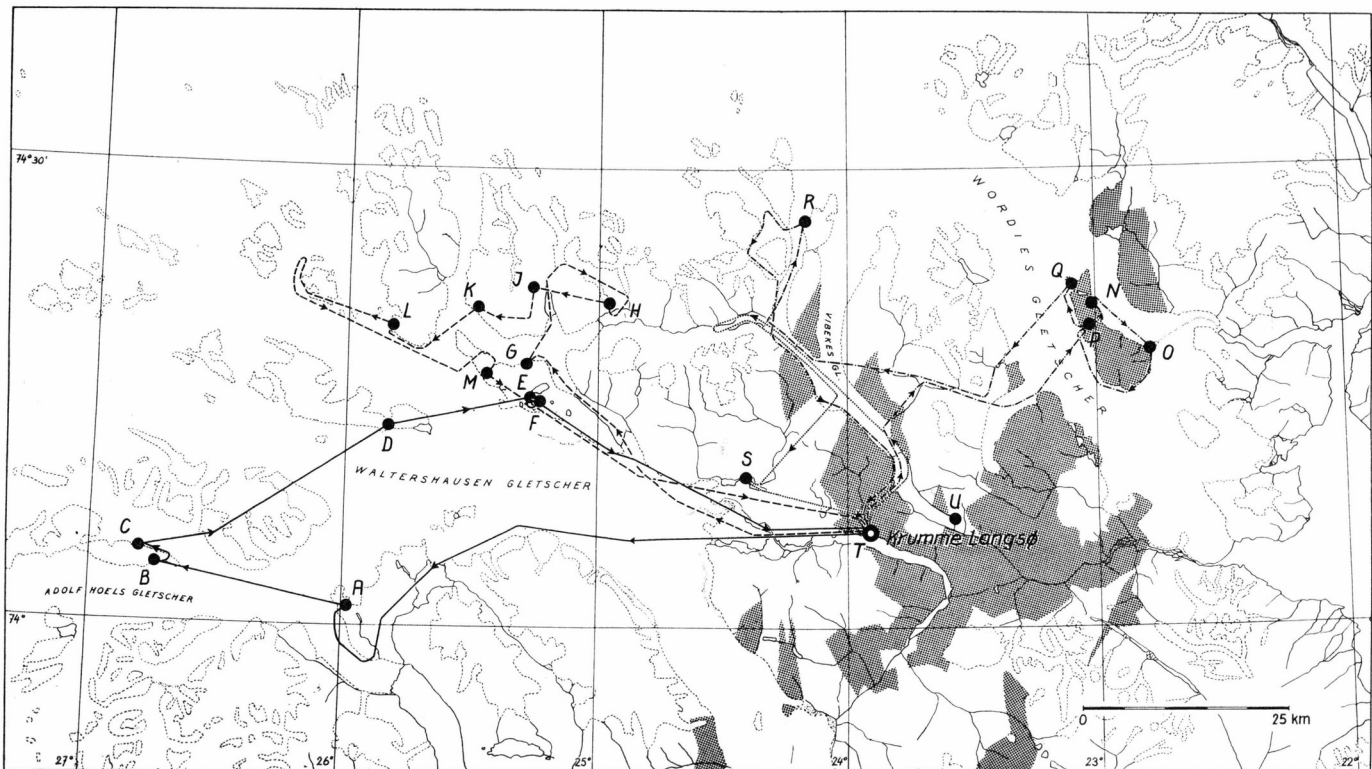 74°30'
WORDIES GLETSCHER
R
Q
N
J
K
H
L
P
O
VIBEKES GL.
G
M
E
F
D
S
WALTERSHAUSEN GLETSCHER
U
C
T
Krumme Langsø
B
A
ADOLF HOELS GLETSCHER
74°
0 25 km
27°
26°
25°
24°
23°
22°